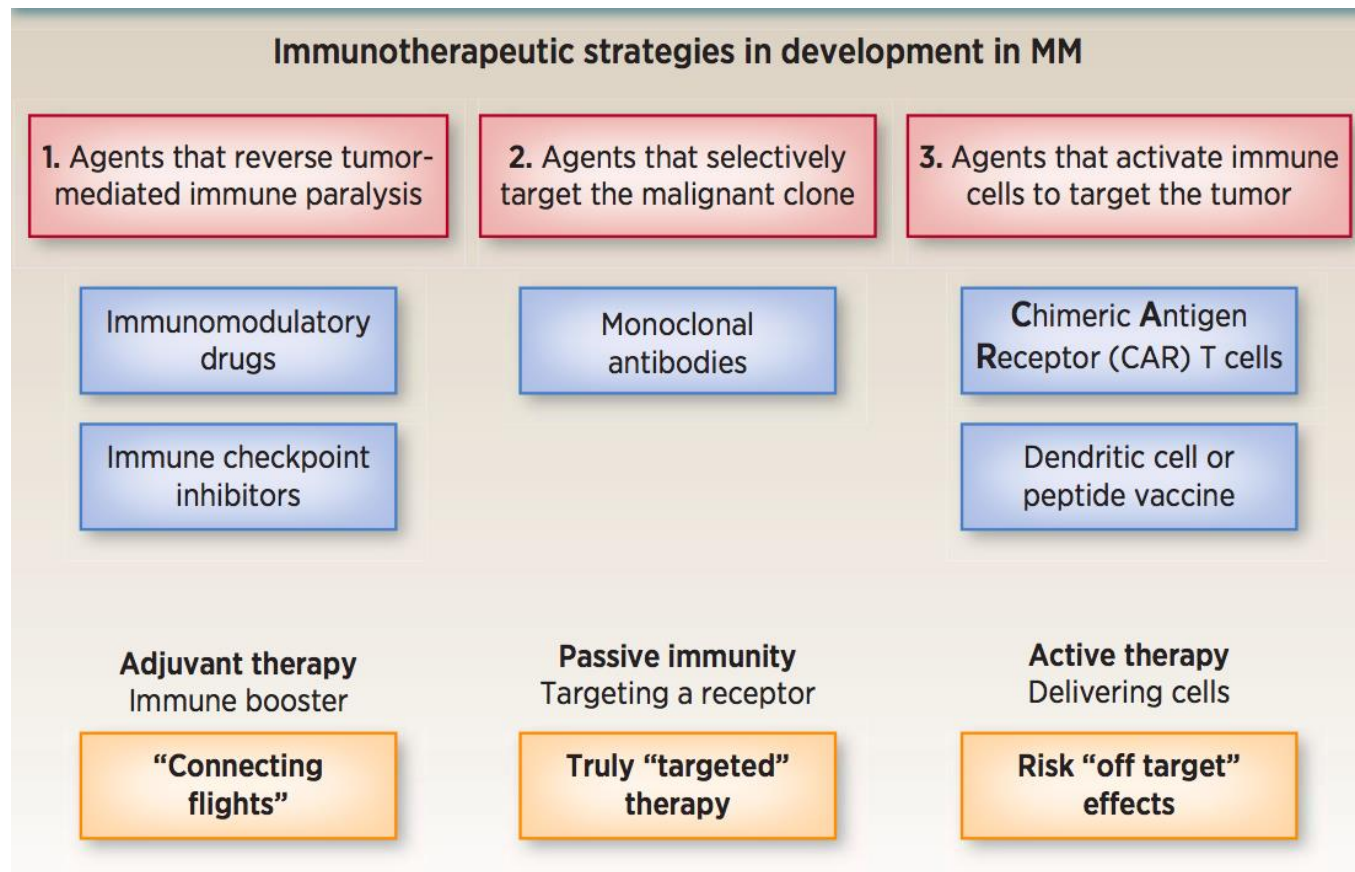 Immunotherapeutic strategies in development in MM
1. Agents that reverse tumor-
mediated immune paralysis
2. Agents that selectively
target the malignant clone
3. Agents that activate immune
cells to target the tumor
Immunomodulatory
drugs
Monoclonal
antibodies
Chimeric Antigen
Receptor (CAR) T cells
Immune checkpoint
inhibitors
Dendritic cell or
peptide vaccine
Adjuvant therapy
Immune booster
Passive immunity
Targeting a receptor
Active therapy
Delivering cells
“Connecting
flights”
Truly “targeted”
therapy
Risk “off target”
effects